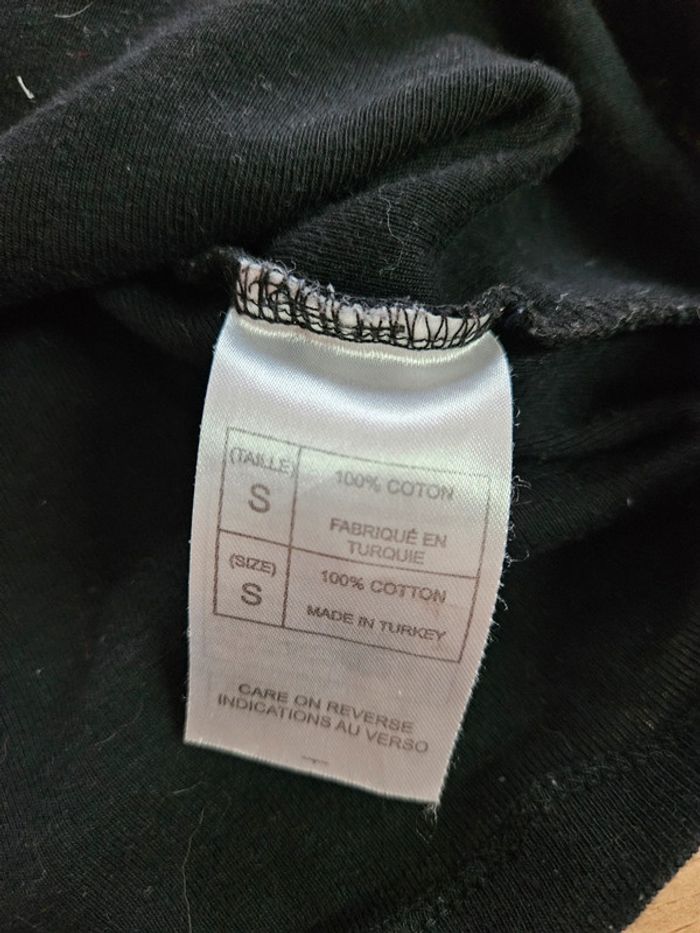 (TAILLE)
S
100% COTON
FABRIQUÉ EN
TURQUIE
(SIZE)
S
100% COTTON
MADE IN TURKEY
CARE ON REVERSE
INDICATIONS AU VERSO